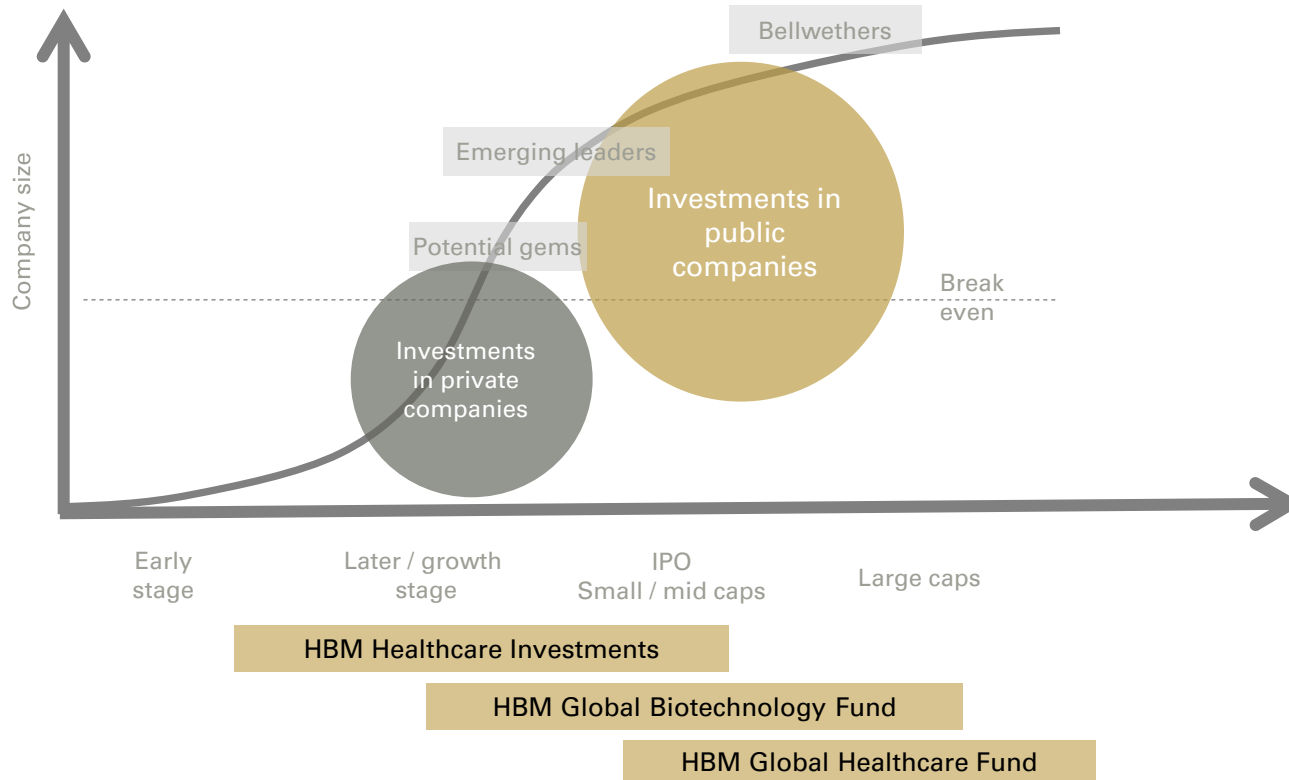 Bellwethers
Emerging leaders
Investments in
public
companies
Potential gems
Company size
Break
even
Investments
in private
companies
Early
stage
Later / growth
stage
IPO
Small / mid caps
Large caps
HBM Healthcare Investments
HBM Global Biotechnology Fund
HBM Global Healthcare Fund